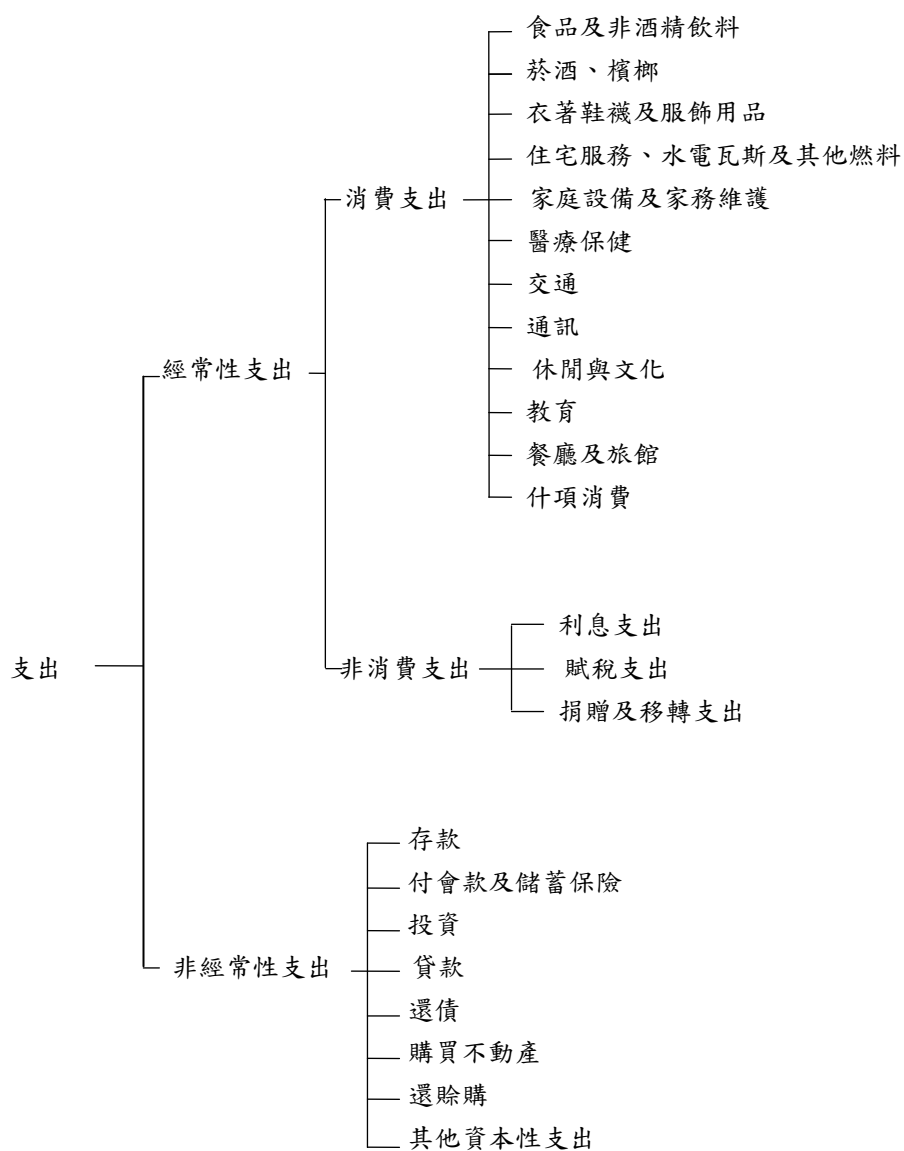 食品及非酒精飲料
菸酒、檳榔
衣著鞋襪及服飾用品
住宅服務、水電瓦斯及其他燃料
消費支出
家庭設備及家務維護
醫療保健
交通
通訊
經常性支出
休閒與文化
教育
餐廳及旅館
什項消費
利息支出
支出
非消費支出
賦稅支出
捐贈及移轉支出
存款
付會款及儲蓄保險
投資
非經常性支出
貸款
還債
購買不動產
還賒購
其他資本性支出